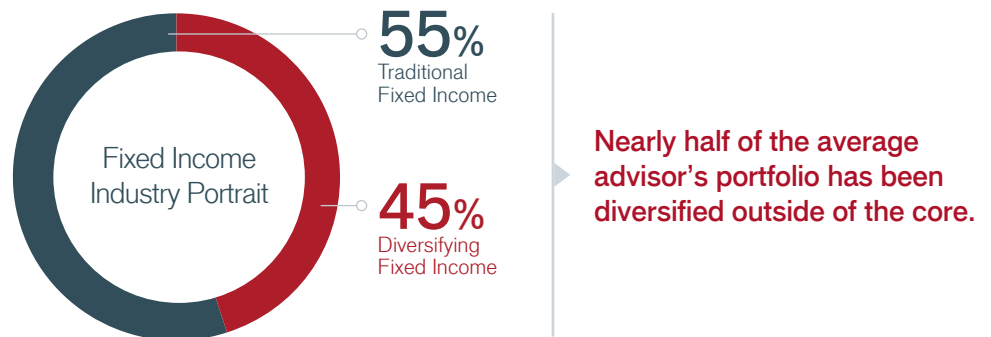 Fixed Income
Industry Portrait
55%
Traditional
Fixed Income
45%
Diversifying
Fixed Income
Nearly half of the average
advisor’s portfolio has been
diversified outside of the core.